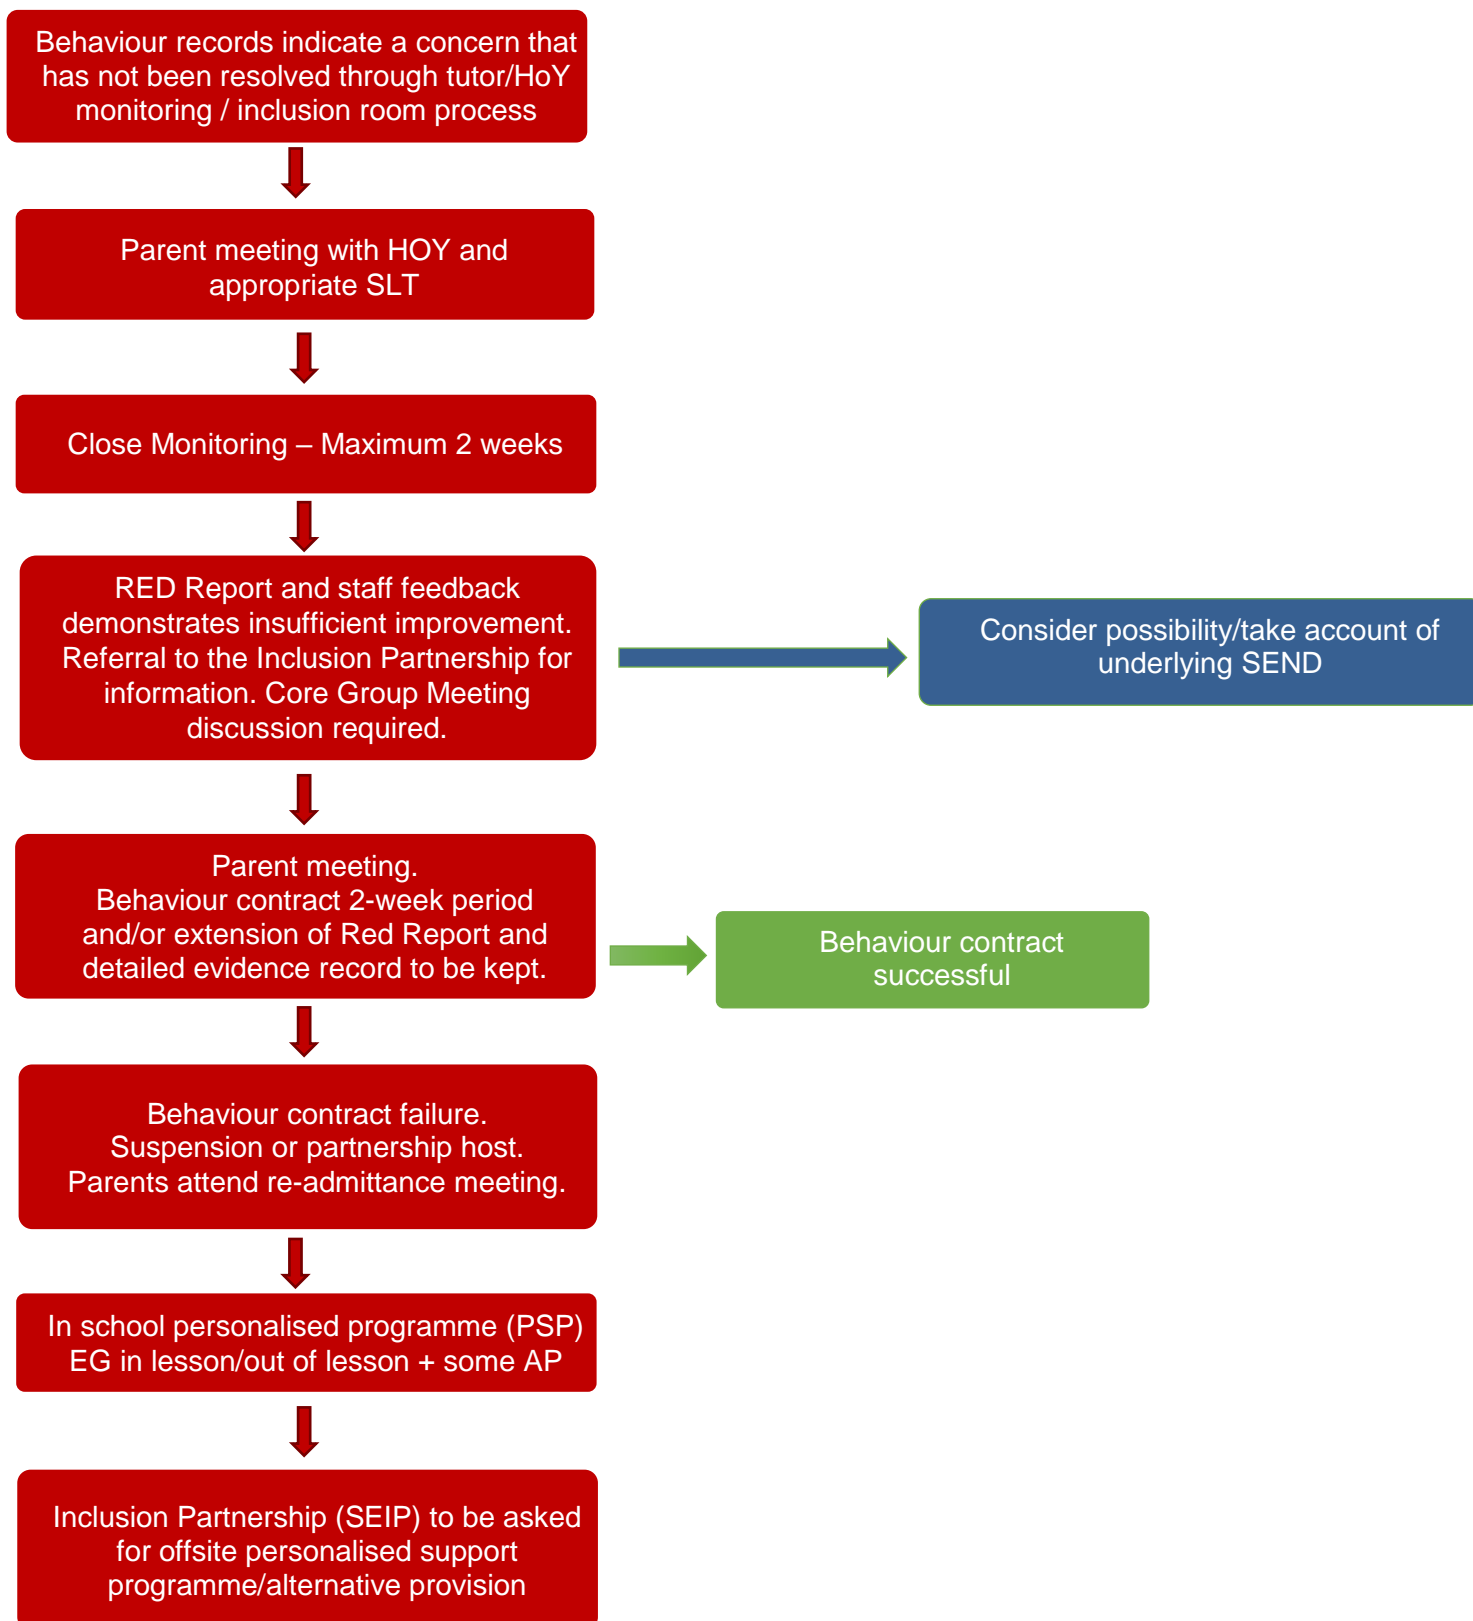 Behaviour records indicate a concern that
has not been resolved through tutor/HoY
monitoring / inclusion room process
Parent meeting with HOY and
appropriate SLT
Close Monitoring – Maximum 2 weeks
RED Report and staff feedback
demonstrates insufficient improvement.
Referral to the Inclusion Partnership for
information. Core Group Meeting
discussion required.
Consider possibility/take account of
underlying SEND
Parent meeting.
Behaviour contract 2-week period
and/or extension of Red Report and
detailed evidence record to be kept.
Behaviour contract
successful
Behaviour contract failure.
Suspension or partnership host.
Parents attend re-admittance meeting.
In school personalised programme (PSP)
EG in lesson/out of lesson + some AP
Inclusion Partnership (SEIP) to be asked
for offsite personalised support
programme/alternative provision